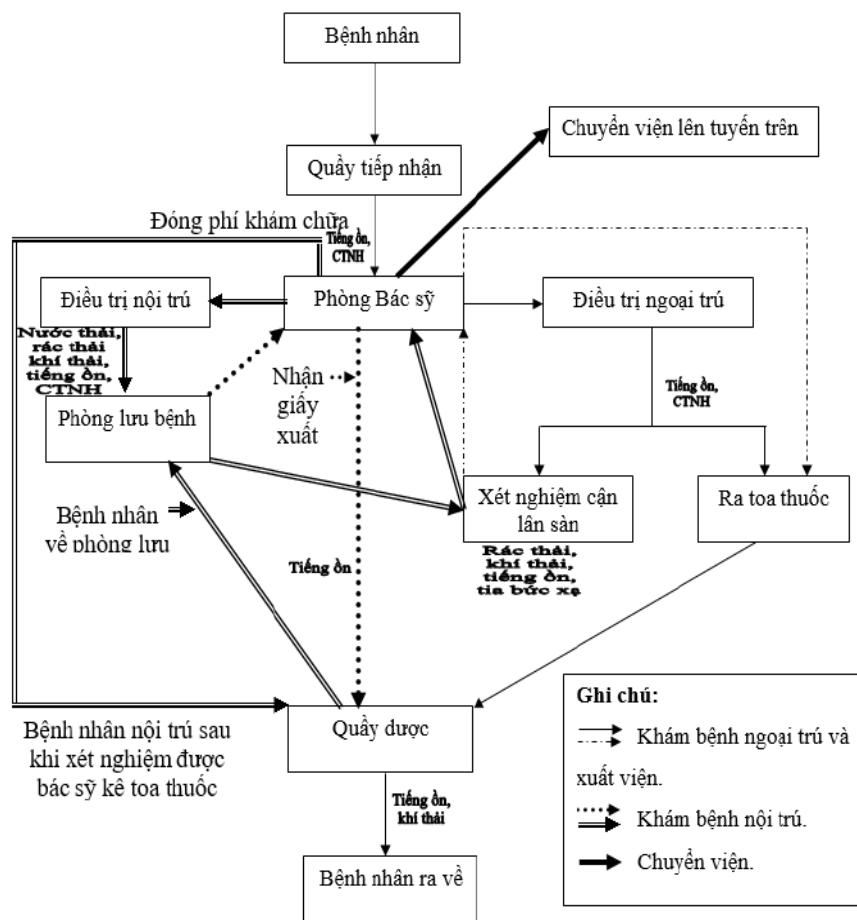 Bệnh nhân
Chuyển viện lên tuyến trên
Quầy tiếp nhận
Đóng phí khám chữa
Tiếng ồn,
CTNH
Điều trị nội trú
Phòng Bác sỹ
Điều trị ngoại trú
Nước thải,
rác thải
khí thải,
tiếng ồn,
CTNH
Nhận
giấy
xuất
Tiếng ồn,
CTNH
Phòng lưu bệnh
Xét nghiệm cận
lân sàn
Ra toa thuốc
Bệnh nhân
về phòng lưu
Rác thải,
khí thải,
tiếng ồn,
tia bức xạ
Tiếng ồn
Quầy dược
Bệnh nhân nội trú sau
khi xét nghiệm được
bác sỹ kê toa thuốc
Tiếng ồn,
khí thải
Bệnh nhân ra về
Ghi chú:
Khám bệnh ngoại trú và
xuất viện.
Khám bệnh nội trú.
Chuyển viện.